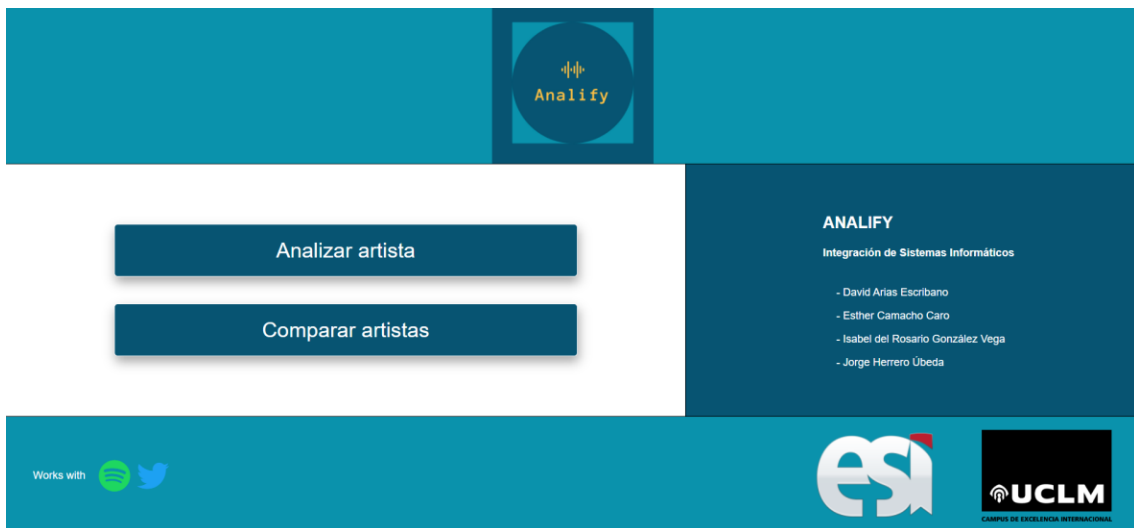 Analify
Analizar artista
Comparar artistas
ANALIFY
Integración de Sistemas Informáticos
- David Arias Escribano
- Esther Camacho Caro
- Isabel del Rosario González Vega
- Jorge Herrero Úbeda
Works with
esi
UCLM
CAMPUS DE EXCELENCIA INTERNACIONAL